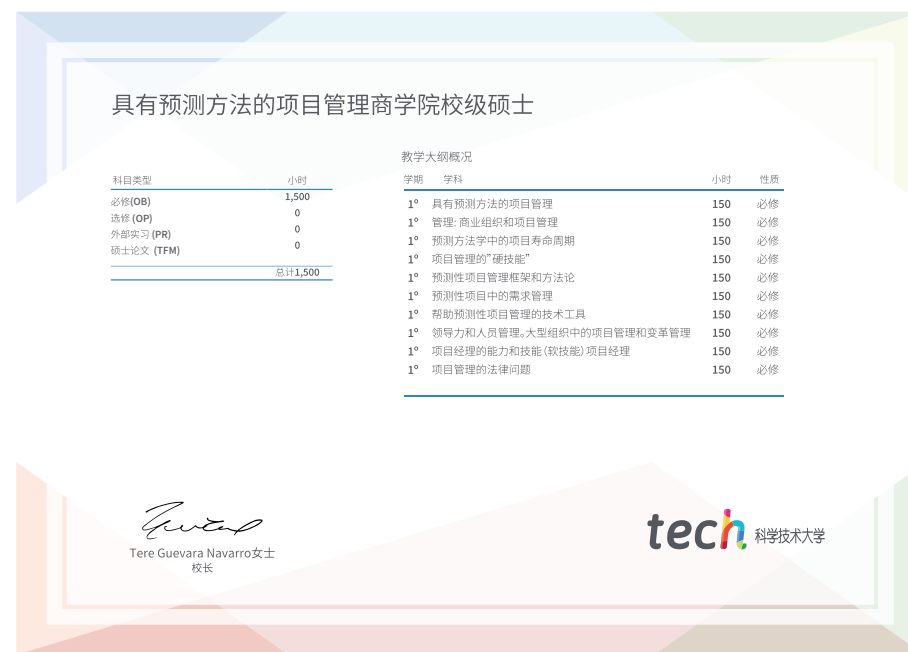 具有预测方法的项目管理商学院校级硕士
科目类型 小时
必修(OB) 1,500
选修 (OP) 0
外部实习 (PR) 0
硕士论文 (TFM) 0
总计1,500
教学大纲概况
学期 学科 小时 性质
1º 具有预测方法的项目管理 150 必修
1º 管理: 商业组织和项目管理 150 必修
1º 预测方法学中的项目寿命周期 150 必修
1º 项目管理的"硬技能" 150 必修
1º 预测性项目管理框架和方法论 150 必修
1º 预测性项目中的需求管理 150 必修
1º 帮助预测性项目管理的技术工具 150 必修
1º 领导力和人员管理。大型组织中的项目管理和变革管理 150 必修
1º 项目经理的能力和技能（软技能）项目经理 150 必修
1º 项目管理的法律问题 150 必修
Tere Guevara Navarro女士
校长
tech 科学技术大学